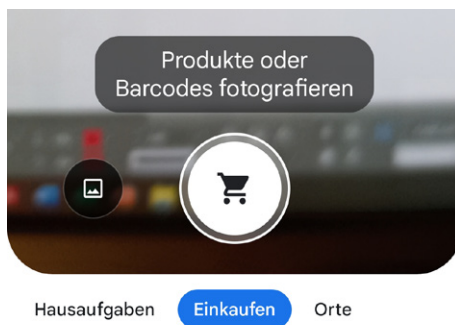 Produkte oder
Barcodes fotografieren
Hausaufgaben Einkaufen Orte